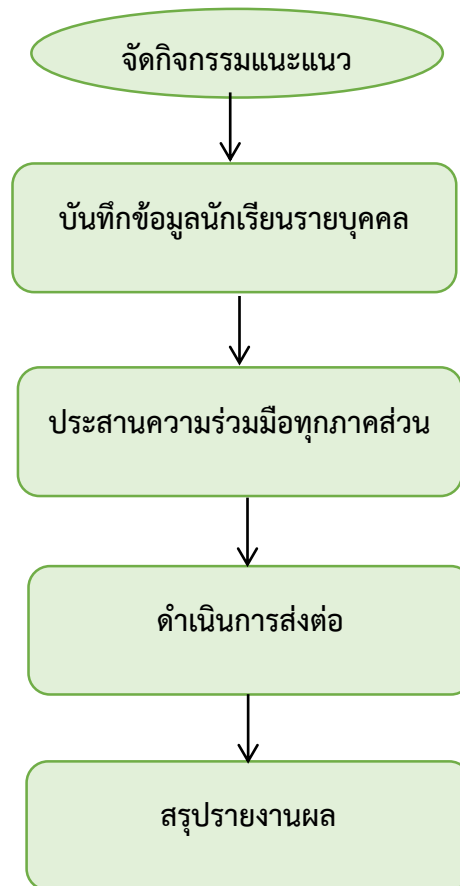 จัดกิจกรรมแนะแนว
บันทึกข้อมูลนักเรียนรายบุคคล
ประสานความร่วมมือทุกภาคส่วน
ดำเนินการส่งต่อ
สรุปรายงานผล